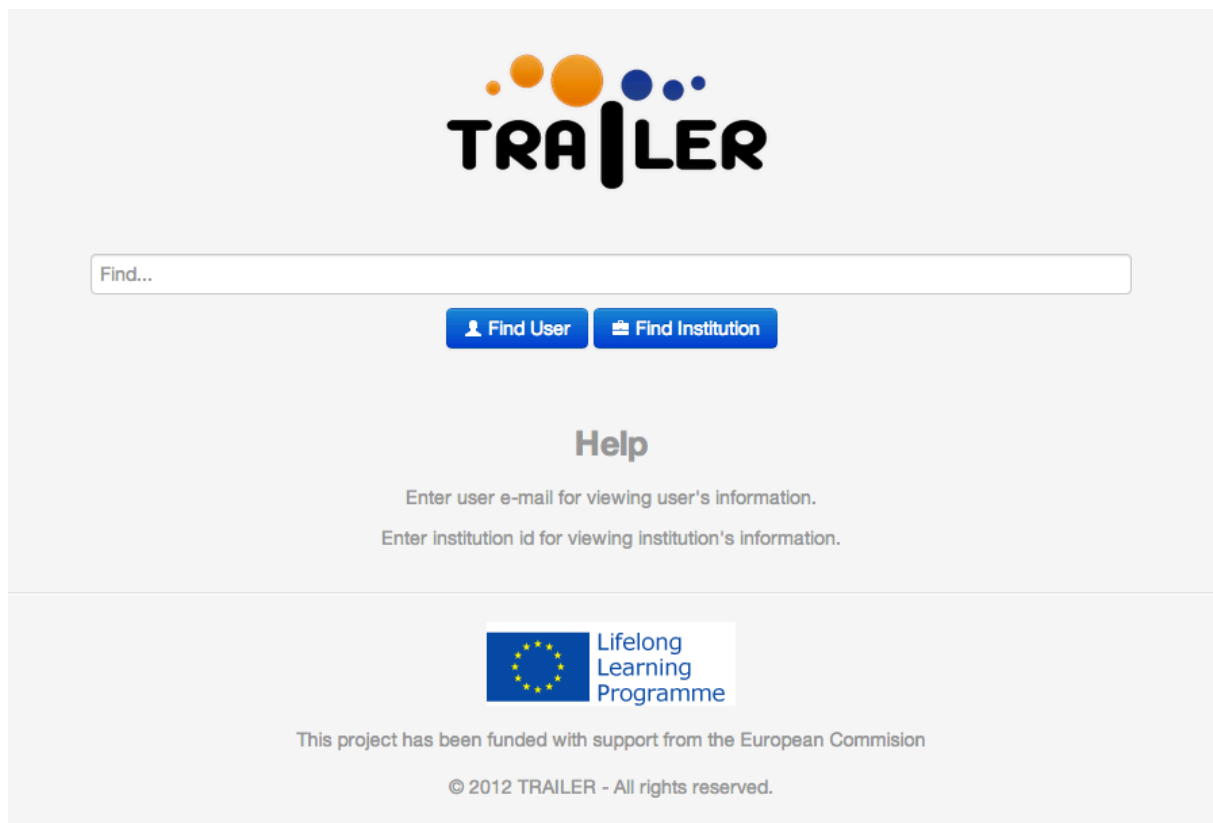 TRAILER
Find...
Find User Find Institution
Help
Enter user e-mail for viewing user's information.
Enter institution id for viewing institution's information.
Lifelong
Learning
Programme
This project has been funded with support from the European Commision
© 2012 TRAILER - All rights reserved.